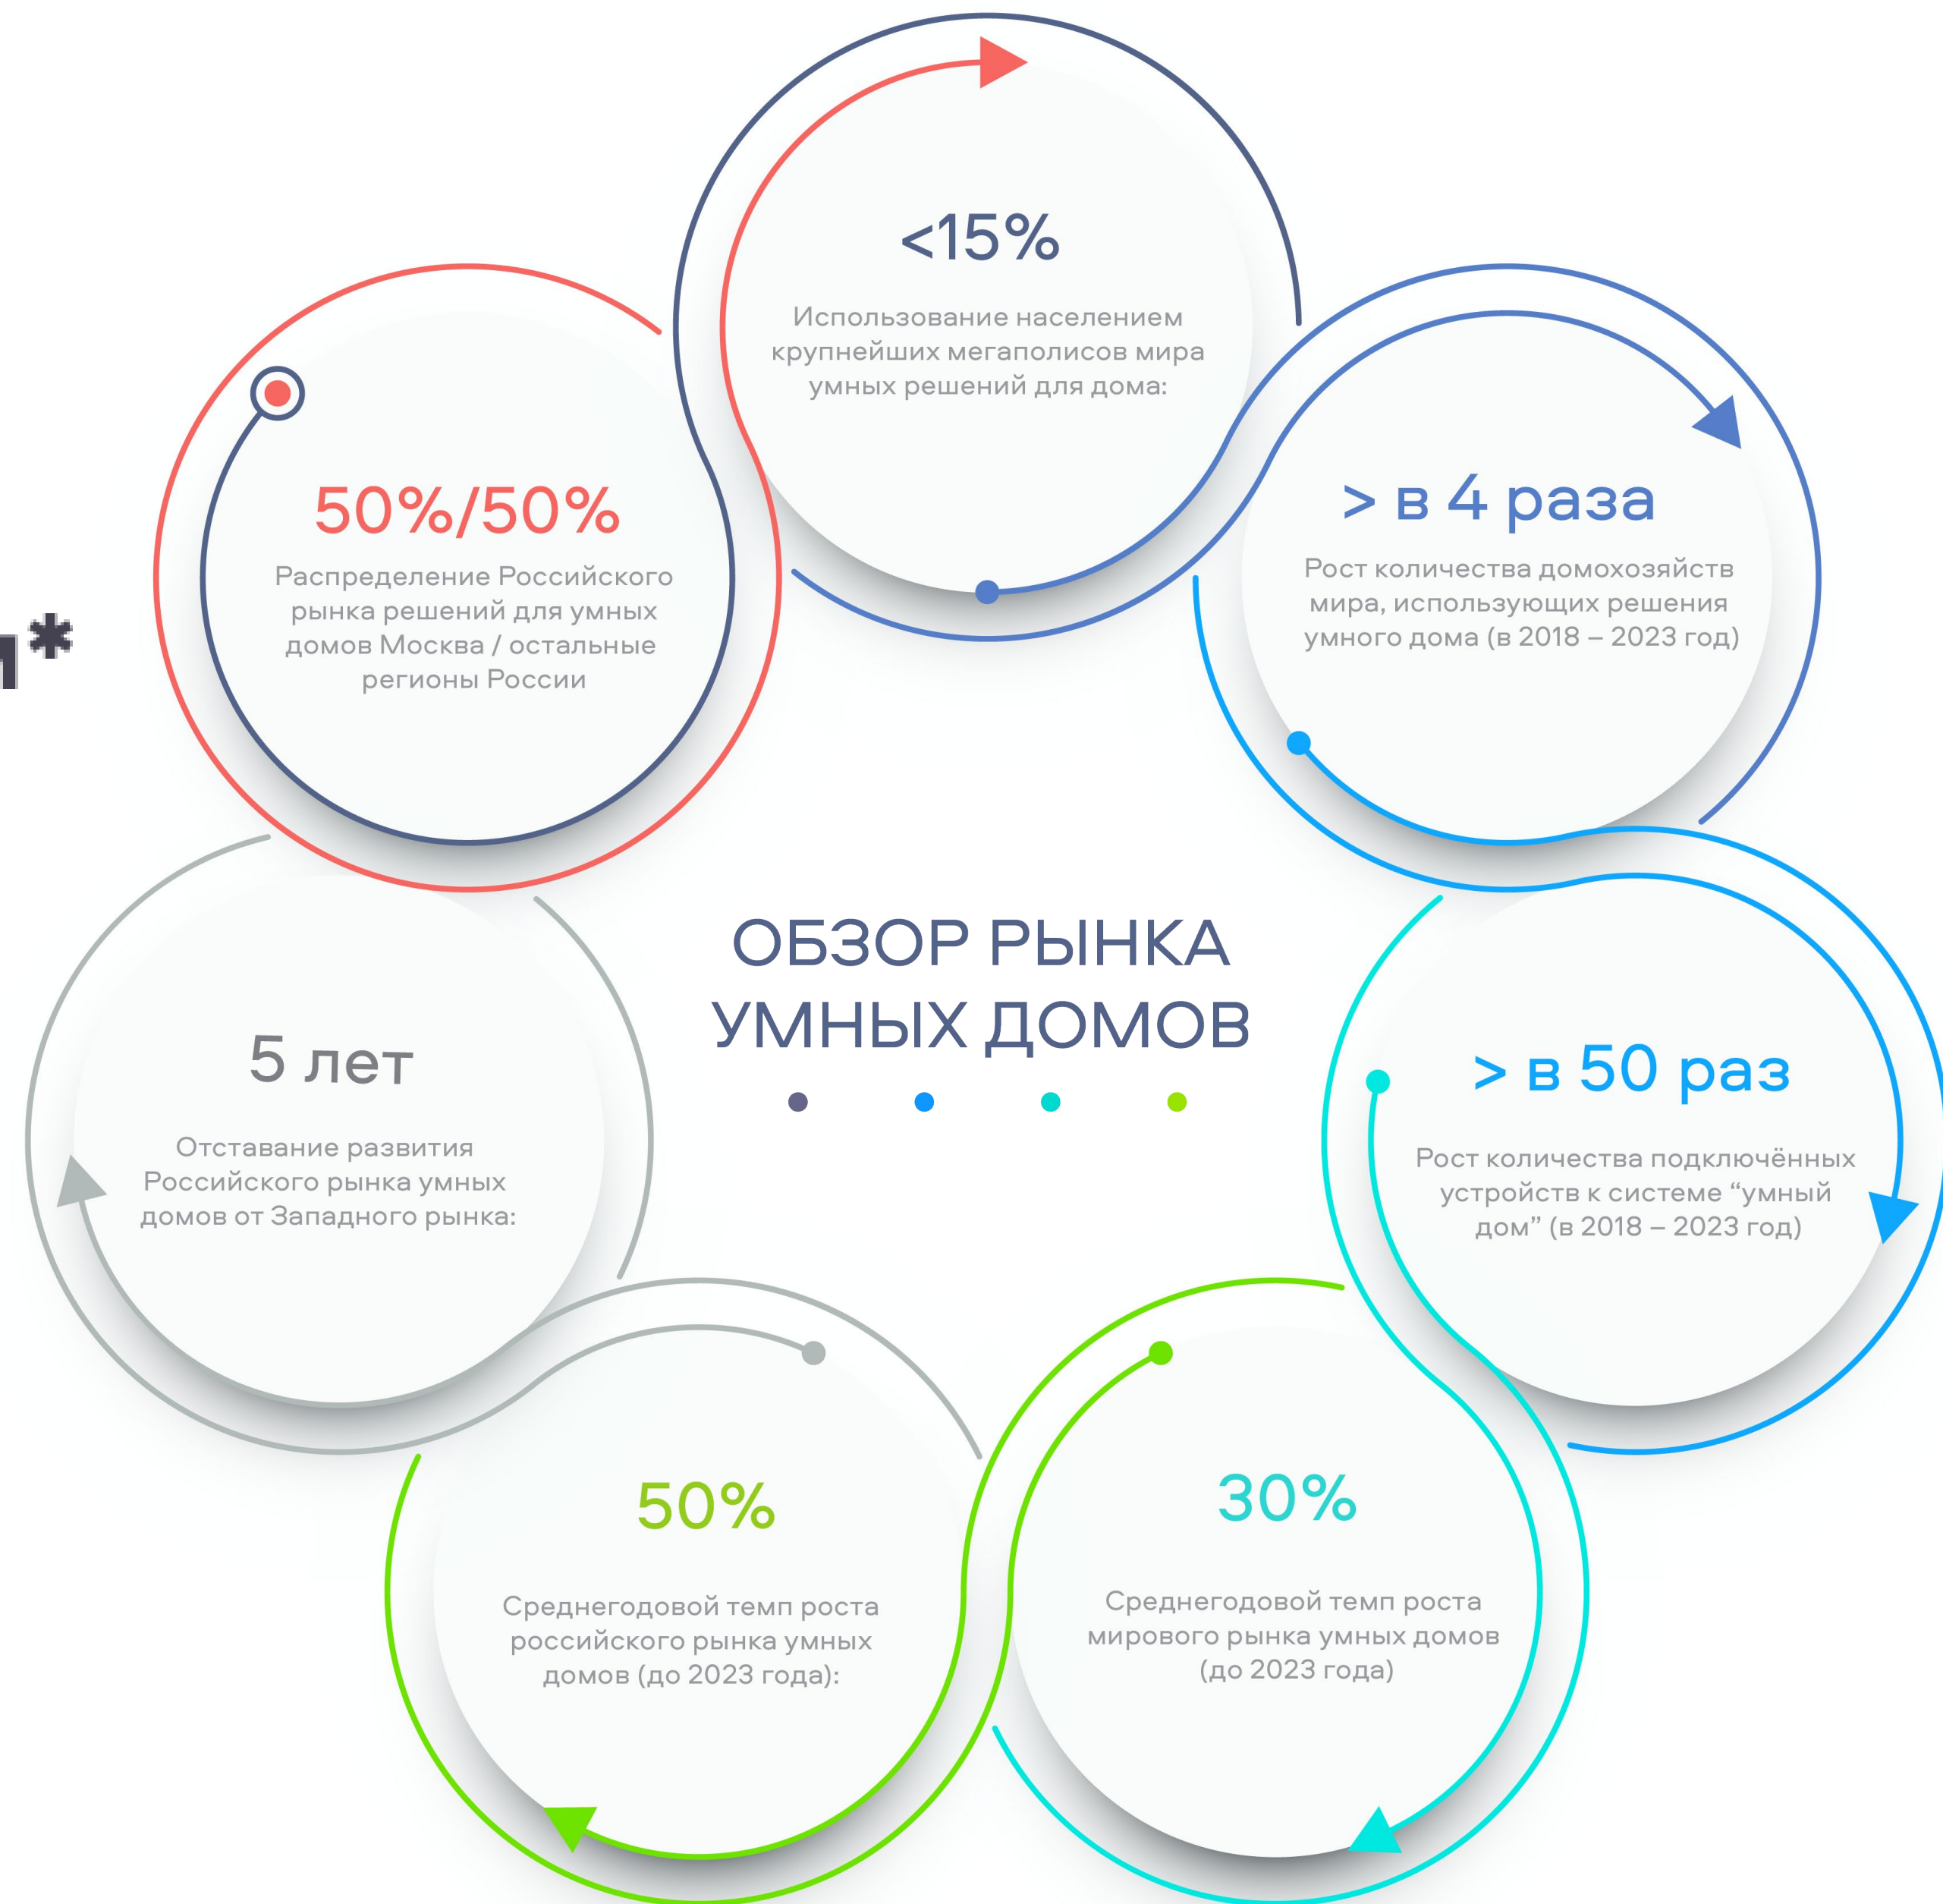 <15%
Использование населением
крупнейших мегаполисов мира
умных решений для дома:
> в 4 раза
Рост количества домохозяйств
мира, использующих решения
умного дома (в 2018 – 2023 год)
> в 50 раз
Рост количества подключённых
устройств к системе “умный
дом” (в 2018 – 2023 год)
30%
Среднегодовой темп роста
мирового рынка умных домов
(до 2023 года)
50%
Среднегодовой темп роста
российского рынка умных
домов (до 2023 года):
5 лет
Отставание развития
Российского рынка умных
домов от Западного рынка:
50%/50%
Распределение Российского
рынка решений для умных
домов Москва / остальные
регионы России
ОБЗОР РЫНКА
УМНЫХ ДОМОВ
*